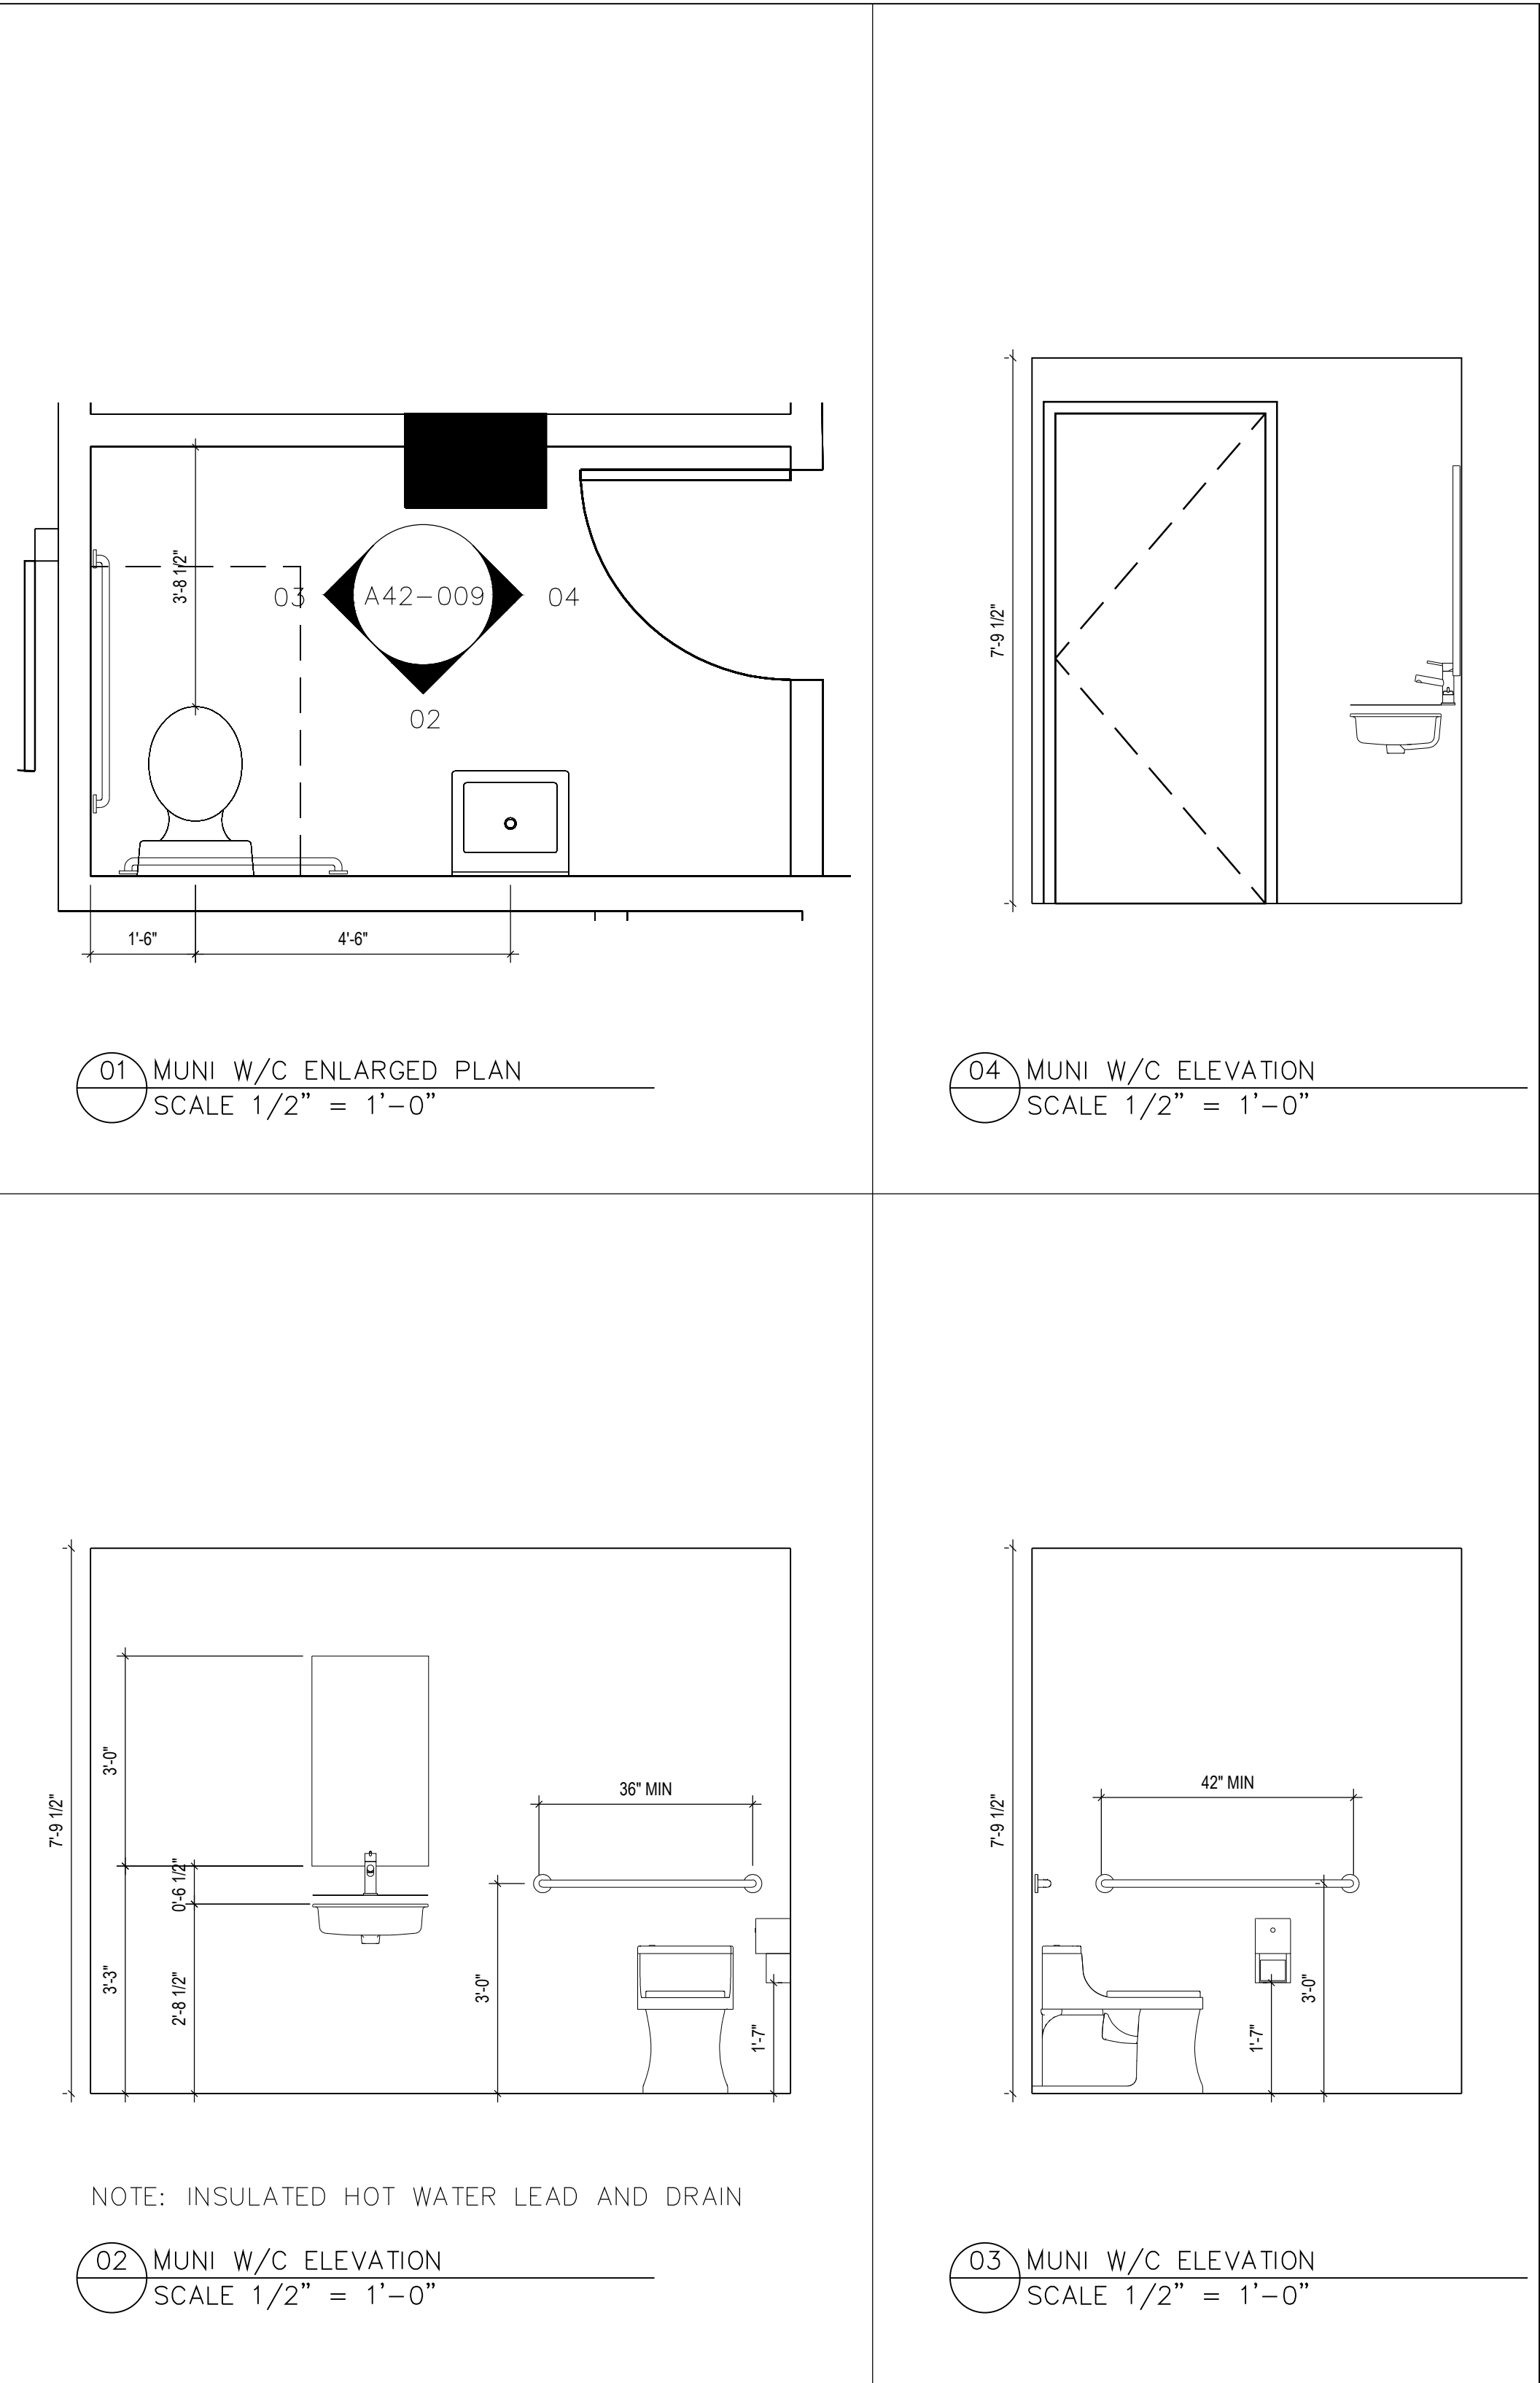 3'-8 1/2"
03
A42-009
04
02
1'-6"
4'-6"
01
MUNI W/C ENLARGED PLAN
SCALE 1/2" = 1'-0"
7'-9 1/2"
04
MUNI W/C ELEVATION
SCALE 1/2" = 1'-0"
7'-9 1/2"
3'-0"
3'-3"
0'-6 1/2"
2'-8 1/2"
36" MIN
3'-0"
1'-7"
NOTE: INSULATED HOT WATER LEAD AND DRAIN
02
MUNI W/C ELEVATION
SCALE 1/2" = 1'-0"
7'-9 1/2"
42" MIN
1'-7"
3'-0"
03
MUNI W/C ELEVATION
SCALE 1/2" = 1'-0"